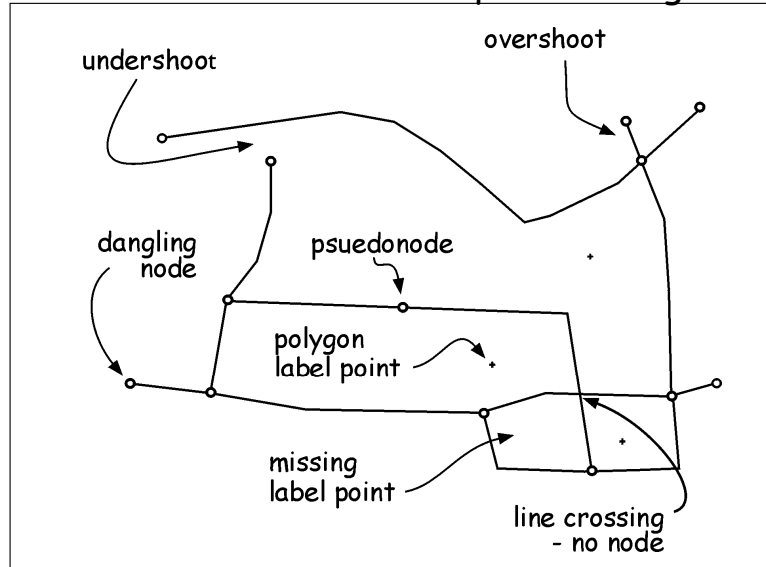 overshoot
undershoot
dangling
node
psuedonode
polygon
label point
missing
label point
line crossing
- no node